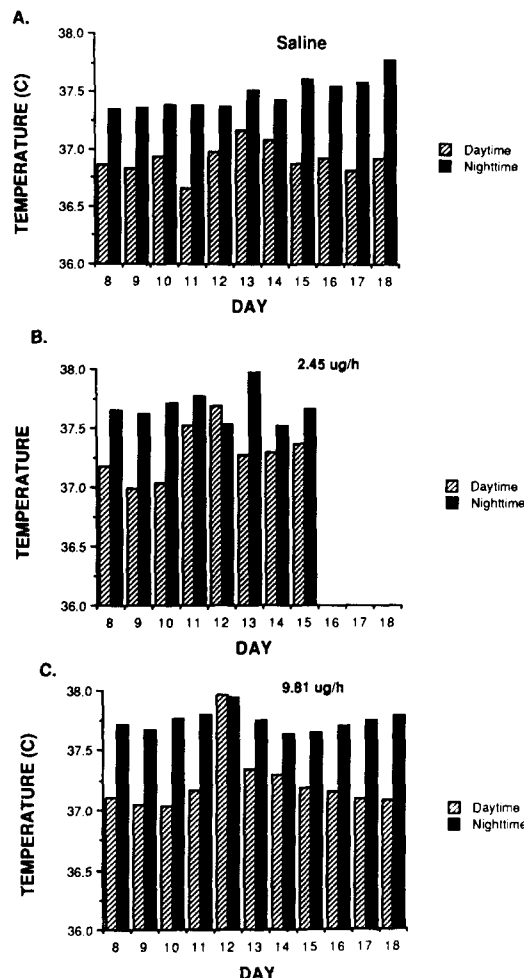 A.
Saline
TEMPERATURE (C)
38.0
37.5
37.0
36.5
36.0
8 9 10 11 12 13 14 15 16 17 18
DAY
Daytime
Nighttime
B.
2.45 ug/h
TEMPERATURE
38.0
37.5
37.0
36.5
36.0
8 9 10 11 12 13 14 15 16 17 18
DAY
Daytime
Nighttime
C.
9.81 ug/h
TEMPERATURE (C)
38.0
37.5
37.0
36.5
36.0
8 9 10 11 12 13 14 15 16 17 18
DAY
Daytime
Nighttime